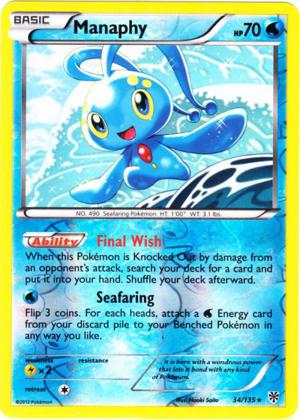 BASIC
Manaphy
HP70
NO. 490 Seafaring Pokémon HT: 1'00" WT: 3.1 lbs.
Ability Final Wish
When this Pokémon is Knocked Out by damage from
an opponent's attack, search your deck for a card and
put it into your hand. Shuffle your deck afterward.
Seafaring
Flip 3 coins. For each heads, attach a Energy card
from your discard pile to your Benched Pokémon in
any way you like.
weakness
resistance
×2
retreat
It is born with a wondrous power
that lets it bond with any kind
of Pokémon.
©2012 Pokémon
Illus. Naoki Saito
34/135★